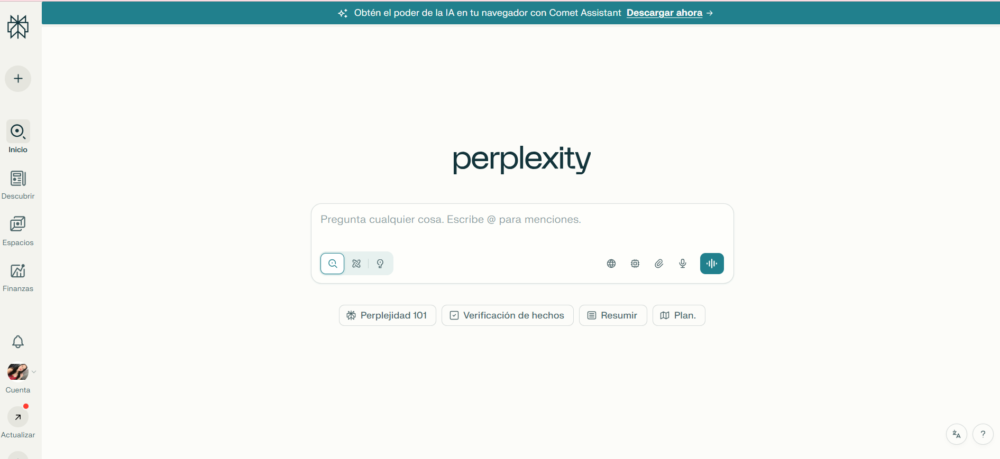 Obtén el poder de la IA en tu navegador con Comet Assistant Descargar ahora →
Inicio
Descubrir
Espacios
Finanzas
Cuenta
Actualizar
perplexity
Pregunta cualquier cosa. Escribe @ para menciones.
Perplejidad 101
Verificación de hechos
Resumir
Plan.
?